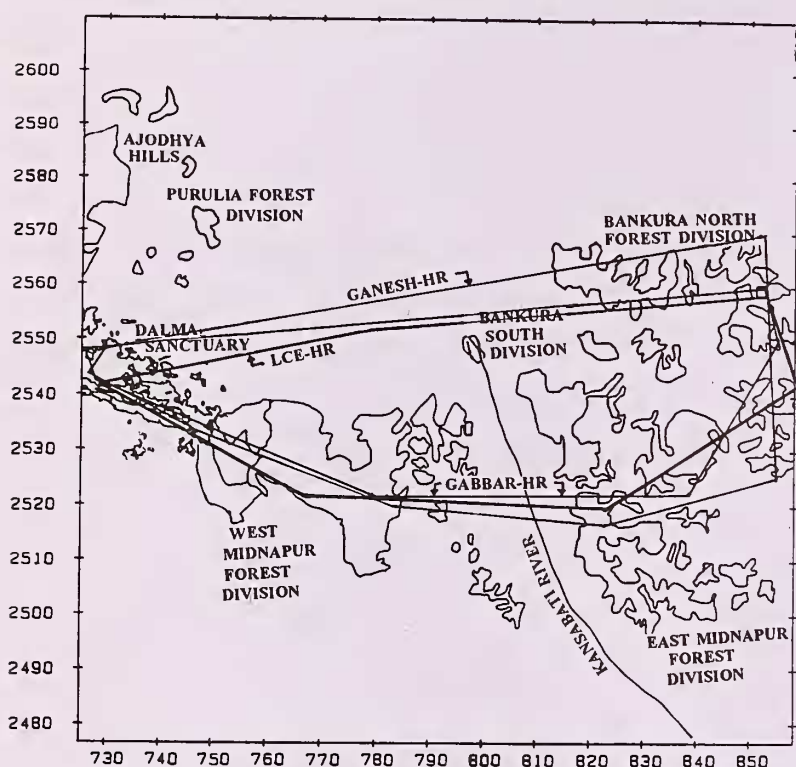 2600
2590
2580
2570
2560
2550
2540
2530
2520
2510
2500
2490
2480
AJODHYA
HILLS
PURULIA FOREST
DIVISION
BANKURA NORTH
FOREST DIVISION
GANESH-HR
DALMA
SANCTUARY
LCE-HR
BANKURA
SOUTH
DIVISION
GABBAR-HR
WEST
MIDNAPUR
FOREST
DIVISION
KANSABATI RIVER
EAST MIDNAPUR
FOREST
DIVISION
730 740 750 760 770 780 790 800 810 820 830 840 850